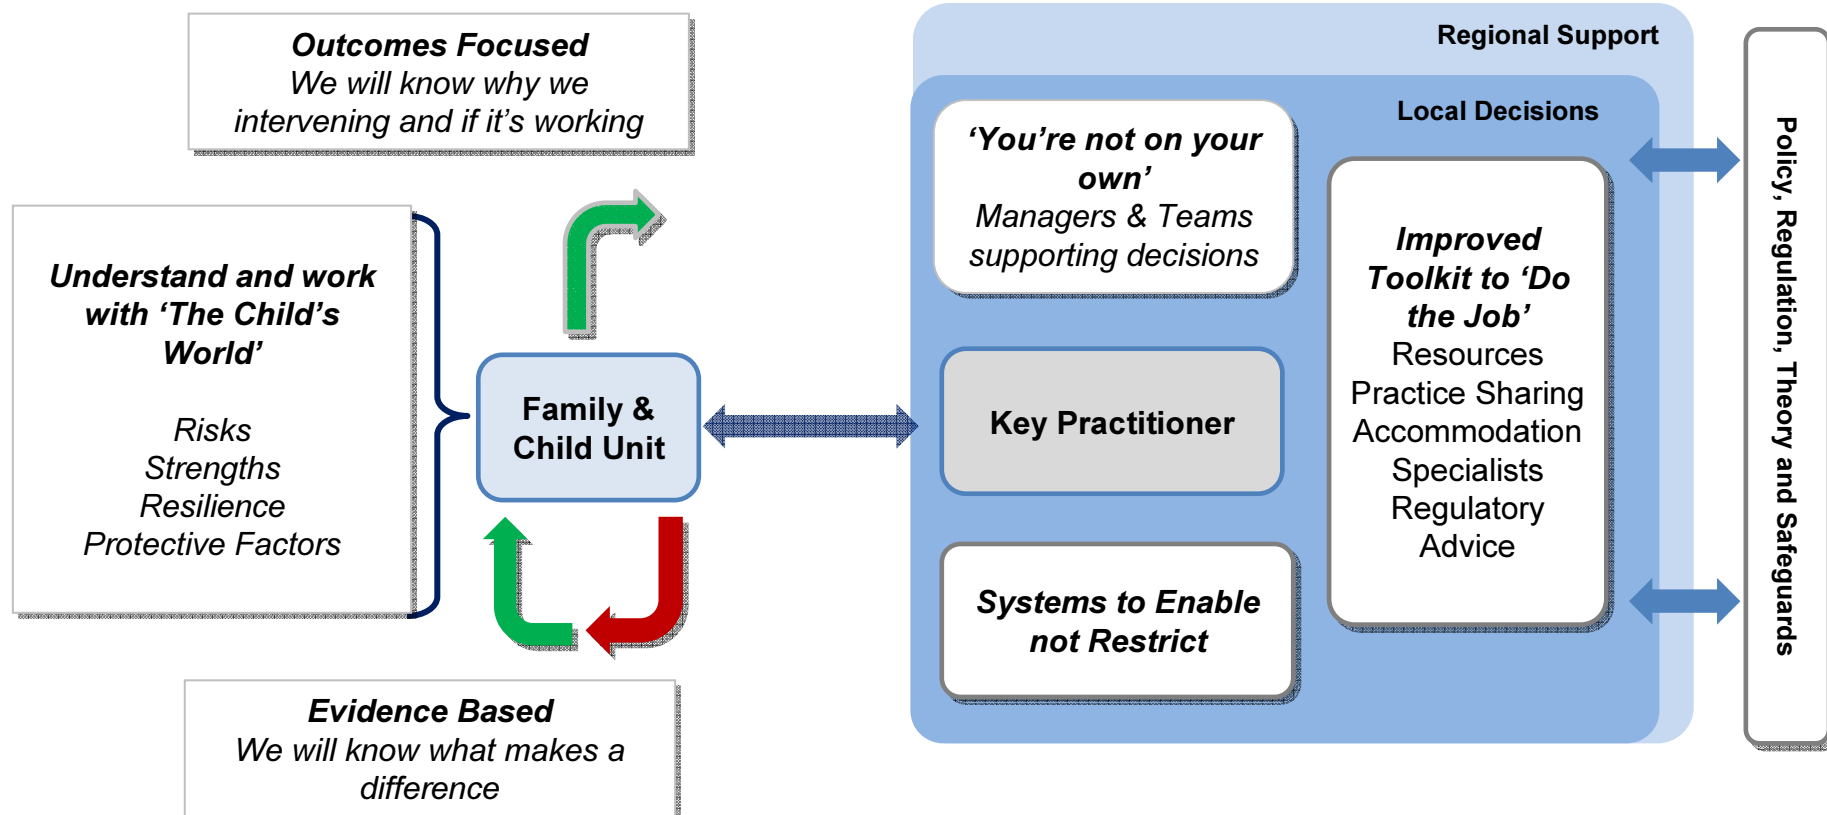 Outcomes Focused
We will know why we
intervening and if it’s working
Understand and work
with ‘The Child’s
World’
Risks
Strengths
Resilience
Protective Factors
Family &
Child Unit
Evidence Based
We will know what makes a
difference
Regional Support
Local Decisions
‘You’re not on your
own’
Managers & Teams
supporting decisions
Key Practitioner
Systems to Enable
not Restrict
Improved
Toolkit to ‘Do
the Job’
Resources
Practice Sharing
Accommodation
Specialists
Regulatory
Advice
Policy, Regulation, Theory and Safeguards